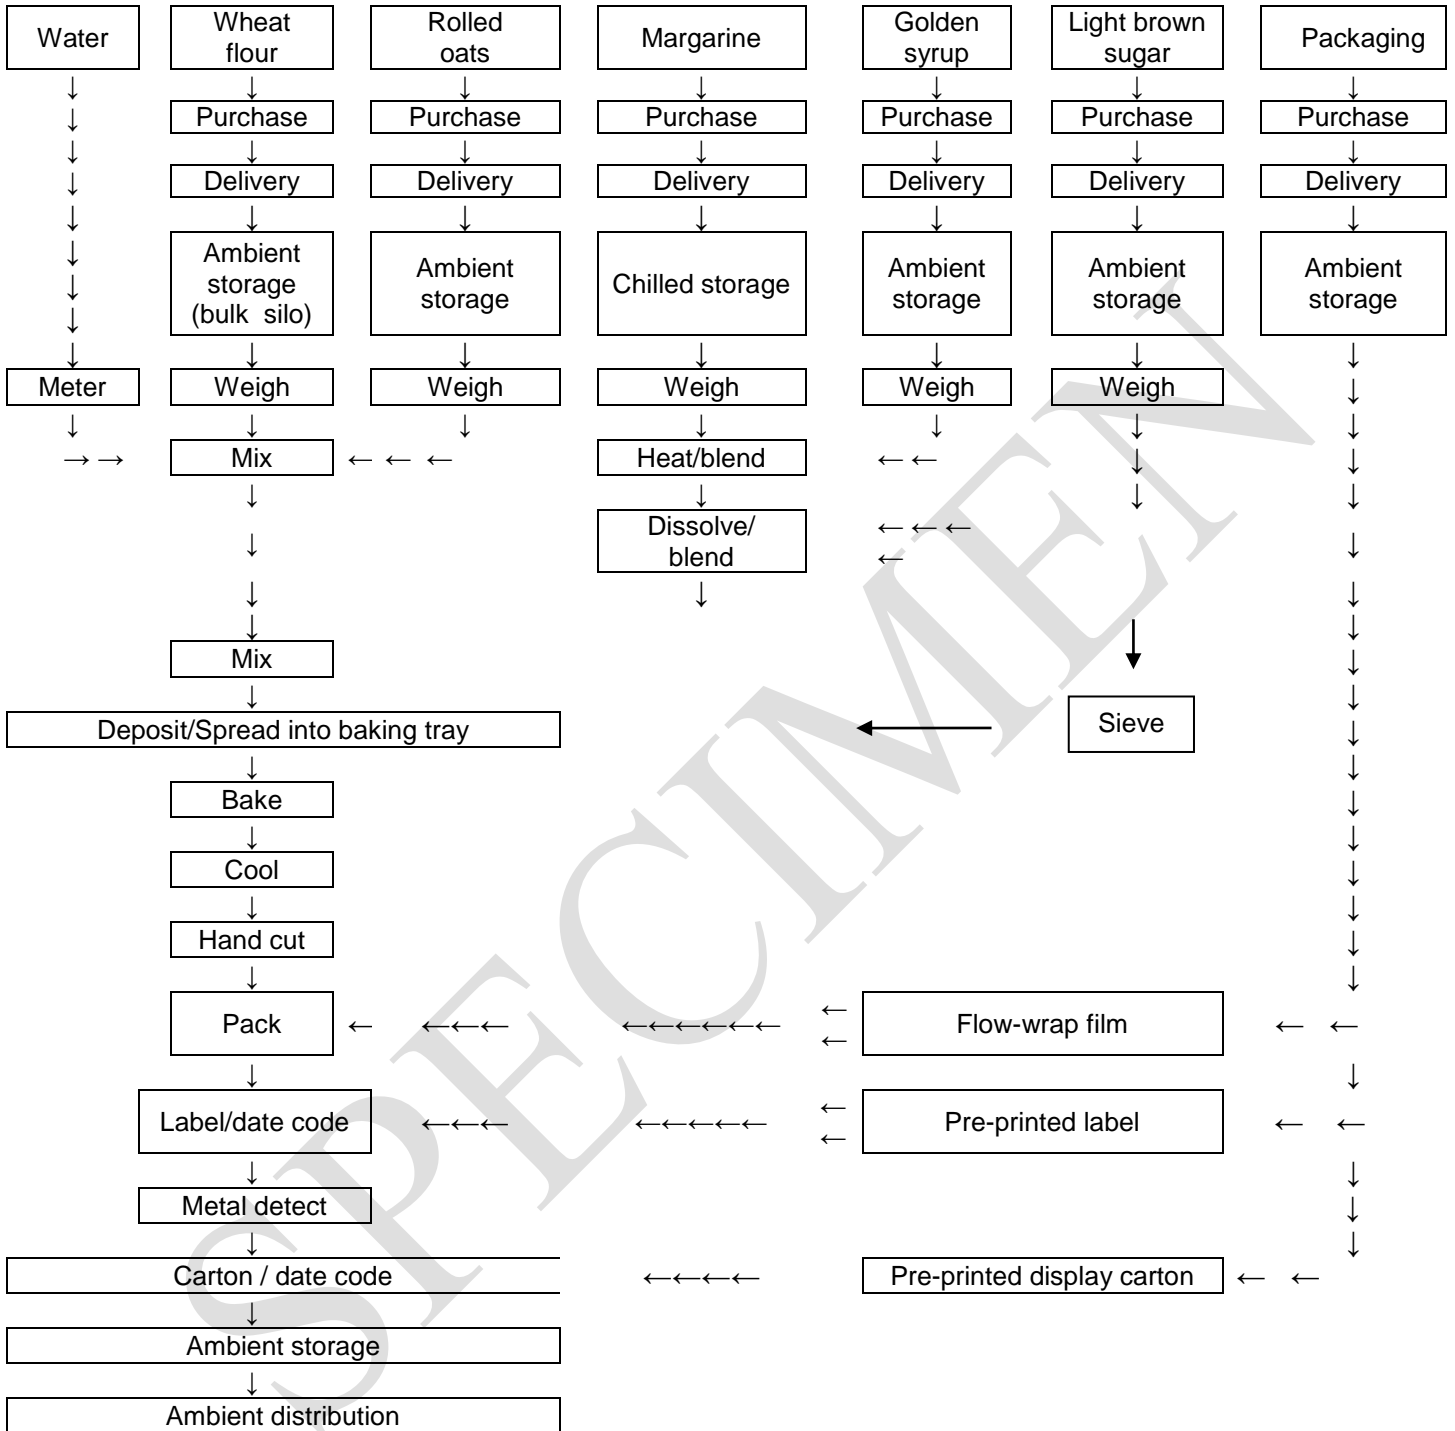 Water
Wheat
flour
Rolled
oats
Margarine
Golden
syrup
Light brown
sugar
Packaging
Purchase
Purchase
Purchase
Purchase
Purchase
Purchase
Delivery
Delivery
Delivery
Delivery
Delivery
Delivery
Ambient
storage
(bulk silo)
Ambient
storage
Chilled storage
Ambient
storage
Ambient
storage
Ambient
storage
Meter
Weigh
Weigh
Weigh
Weigh
Weigh
Mix
Heat/blend
Dissolve/
blend
Mix
Deposit/Spread into baking tray
Sieve
Bake
Cool
Hand cut
Pack
Flow-wrap film
Label/date code
Pre-printed label
Metal detect
Carton / date code
Pre-printed display carton
Ambient storage
Ambient distribution
SPECIMEN